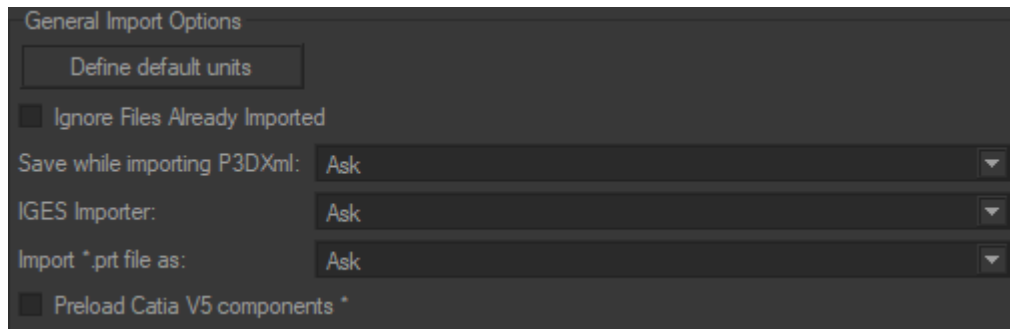 General Import Options
Define default units
Ignore Files Already Imported
Save while importing P3DXml: Ask
IGES Importer: Ask
Import *.prt file as: Ask
Preload Catia V5 components *